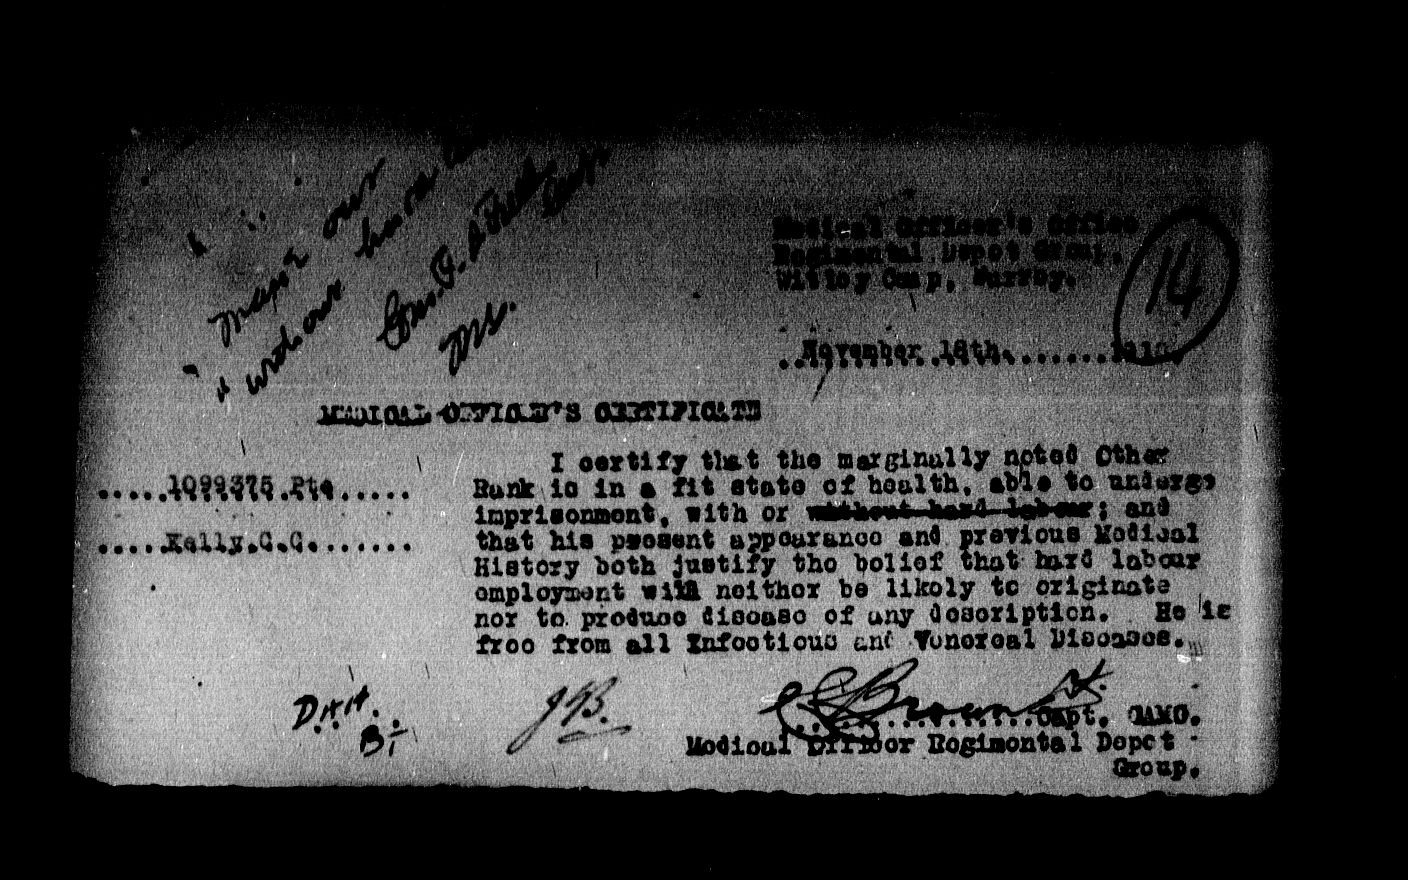 Medical Officer's Office
Regimental Depot Group,
Witley Camp, Surrey.
14
November 18th.
MEDICAL OFFICER'S CERTIFICATE
1099375 Pte
Kelly.C.C.
I certify that the marginally noted Other
Rank is in a fit state of health, able to undergo
imprisonment, with or without hard labour; and
that his present appearance and previous Medical
History both justify the belief that hard labour
employment will neither be likely to originate
nor to produce disease of any description. He is
free from all Infectious and Venereal Diseases.
JB.
Brown
Capt. CAMC.
Medical Officer Regimental Depot
Group.